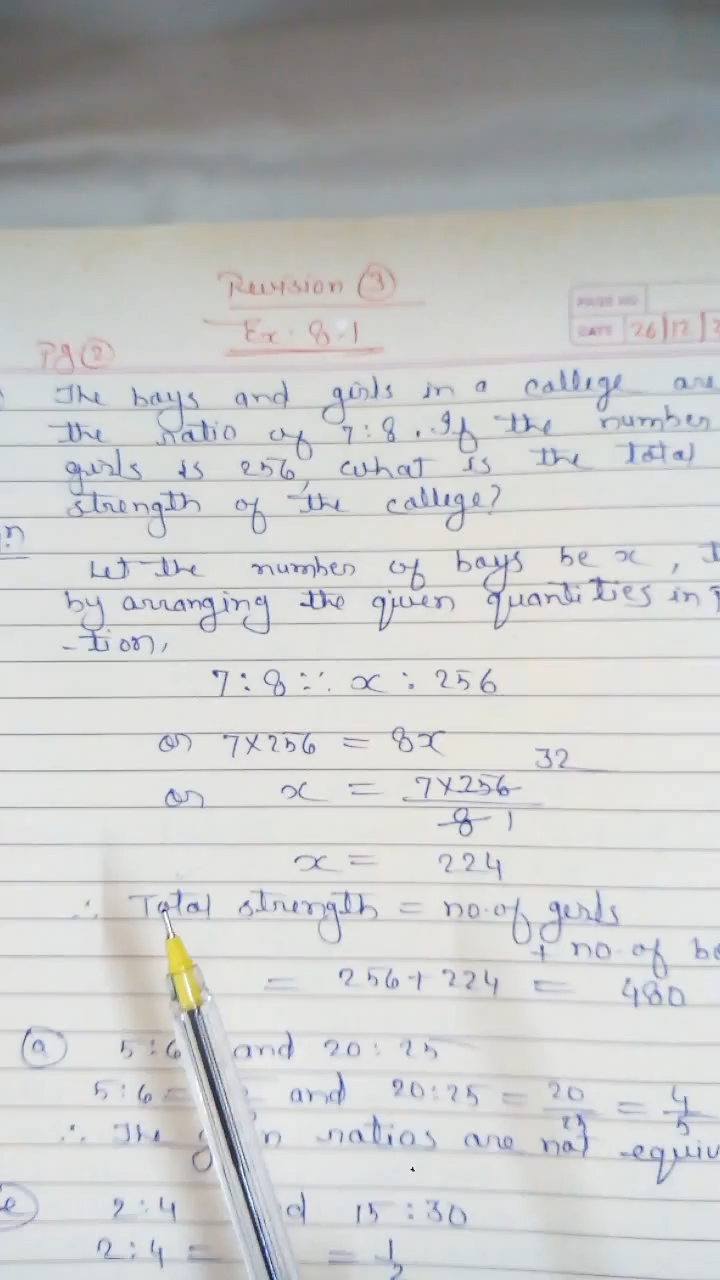 Revision ③
Ex. 8.1
PAGE NO
DATE 26/12/
Pg ②
The boys and girls in a college are
the ratio of 7:8. If the number
girls is 256, what is the total
strength of the college?
Let the number of boys be x,
by arranging the given quantities in
-tion,
7:8 :: x : 256
or 7×256 = 8x
32
or x = 7×256
8 1
x = 224
∴ Total strength = no. of girls
+ no. of
= 256 + 224 = 480
ⓐ 5:6 and 20:25
5:6 = and 20:25 = 20/25 = 4/5
∴ The ratios are not
2:4 15:30
2:4 = = 1/2